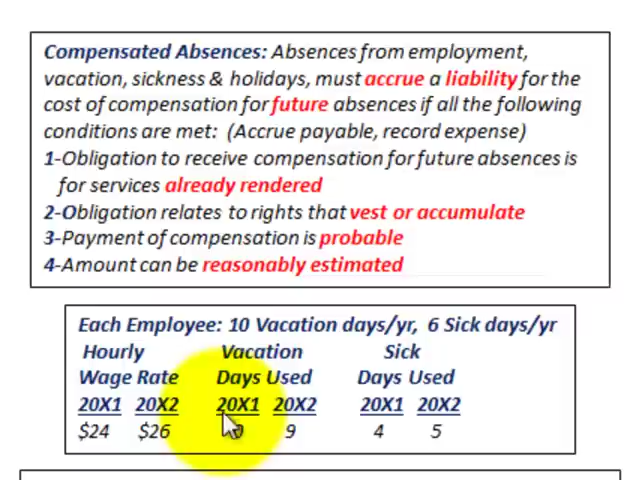 Compensated Absences: Absences from employment,
vacation, sickness & holidays, must accrue a liability for the
cost of compensation for future absences if all the following
conditions are met: (Accrue payable, record expense)
1-Obligation to receive compensation for future absences is
for services already rendered
2-Obligation relates to rights that vest or accumulate
3-Payment of compensation is probable
4-Amount can be reasonably estimated
Each Employee: 10 Vacation days/yr, 6 Sick days/yr
Hourly Vacation Sick
Wage Rate Days Used Days Used
20X1 20X2 20X1 20X2 20X1 20X2
$24 $26 9 4 5